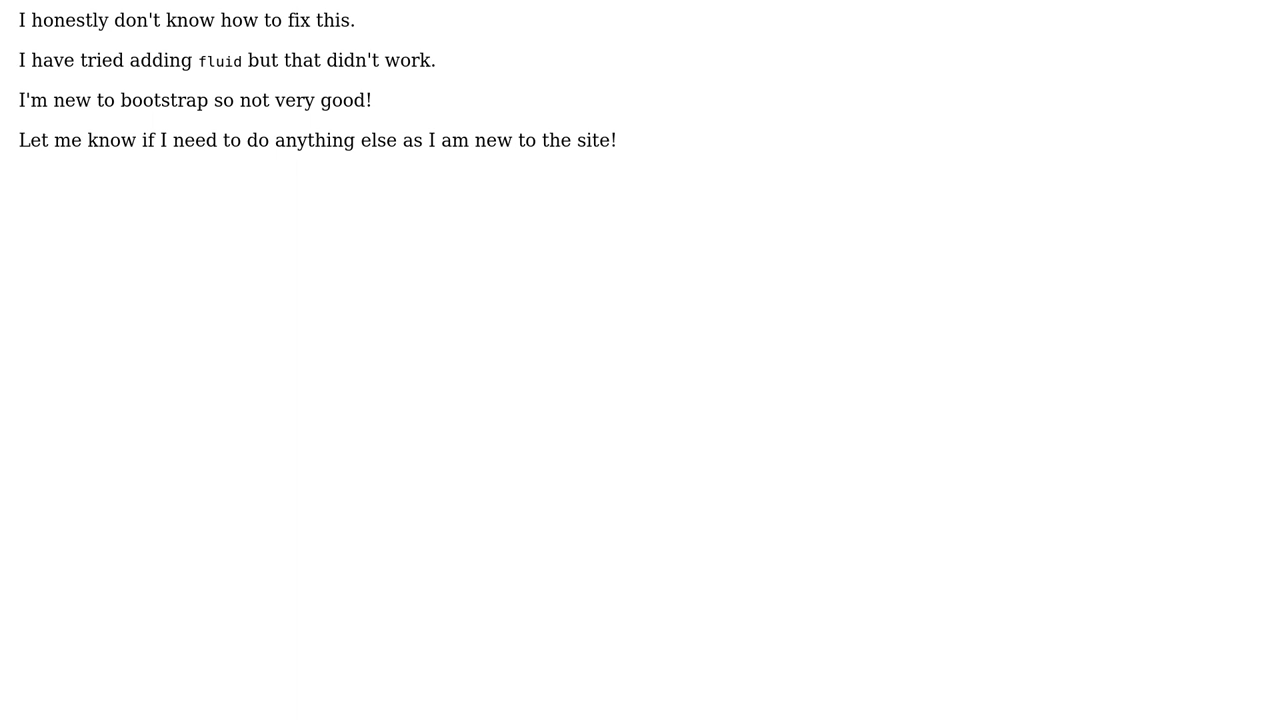 I honestly don't know how to fix this.
I have tried adding fluid but that didn't work.
I'm new to bootstrap so not very good!
Let me know if I need to do anything else as I am new to the site!